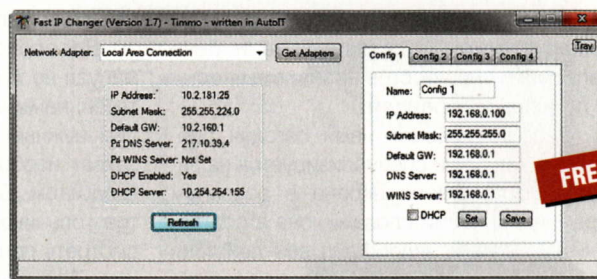 Fast IP Changer (Version 1.7) - Timmo - written in AutoIT
Network Adapter: Local Area Connection Get Adapters
IP Address: 10.2.181.25
Subnet Mask: 255.255.224.0
Default GW: 10.2.160.1
Pri DNS Server: 217.10.39.4
Pri WINS Server: Not Set
DHCP Enabled: Yes
DHCP Server: 10.254.254.155
Refresh
Tray
Config 1 Config 2 Config 3 Config 4
Name: Config 1
IP Address: 192.168.0.100
Subnet Mask: 255.255.255.0
Default GW: 192.168.0.1
DNS Server: 192.168.0.1
WINS Server: 192.168.0.1
DHCP Set Save
FRE